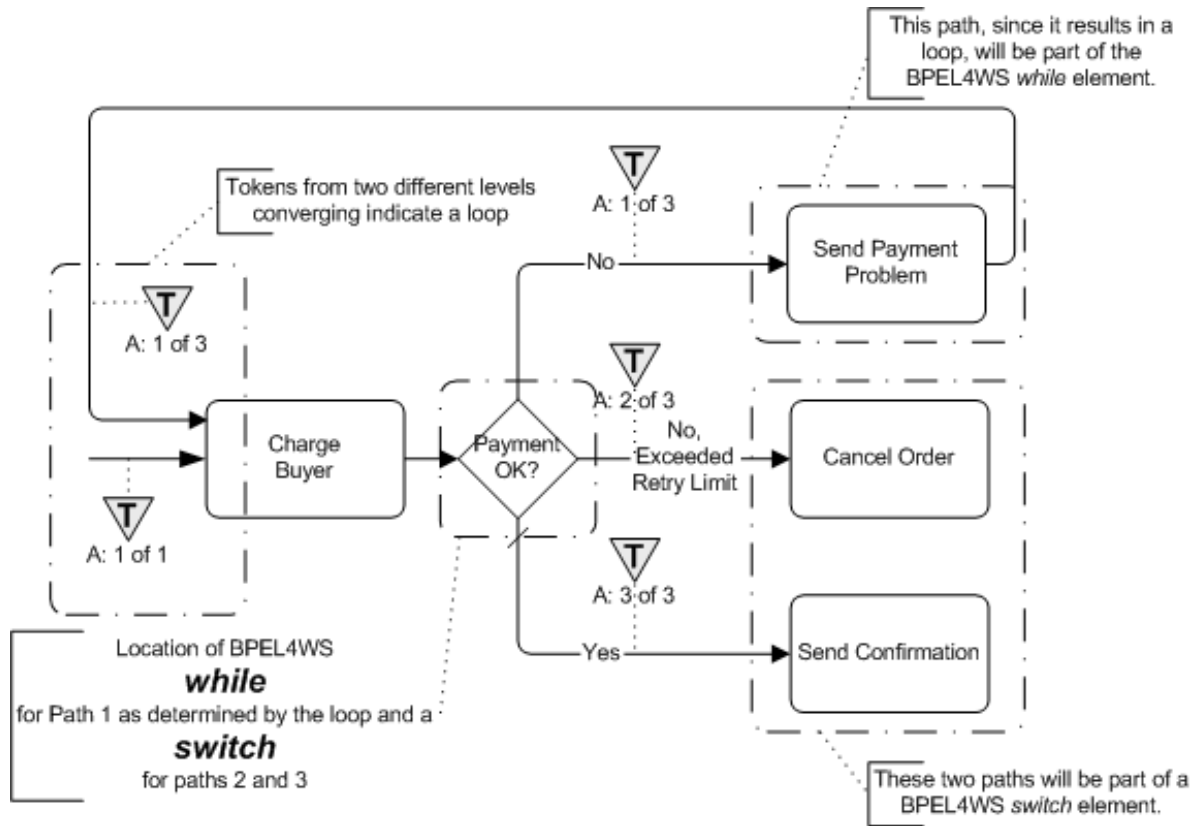 This path, since it results in a
loop, will be part of the
BPEL4WS while element.
T
A: 1 of 3
Tokens from two different levels
converging indicate a loop
No
Send Payment
Problem
T
A: 1 of 3
T
A: 2 of 3
Charge
Buyer
Payment
OK?
No,
Exceeded
Retry Limit
Cancel Order
T
A: 1 of 1
T
A: 3 of 3
Yes
Send Confirmation
Location of BPEL4WS
while
for Path 1 as determined by the loop and a
switch
for paths 2 and 3
These two paths will be part of a
BPEL4WS switch element.